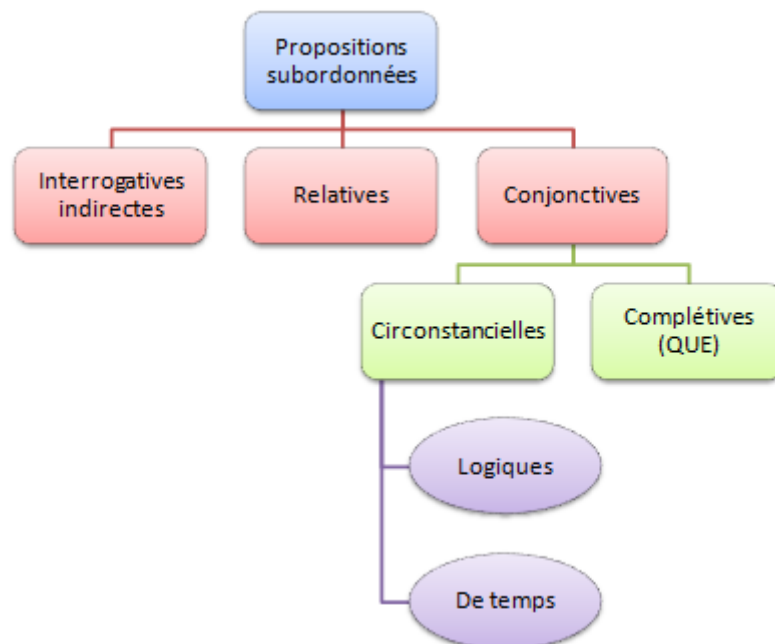 Propositions
subordonnées
Interrogatives
indirectes
Relatives
Conjonctives
Circonstancielles
Complétives
(QUE)
Logiques
De temps